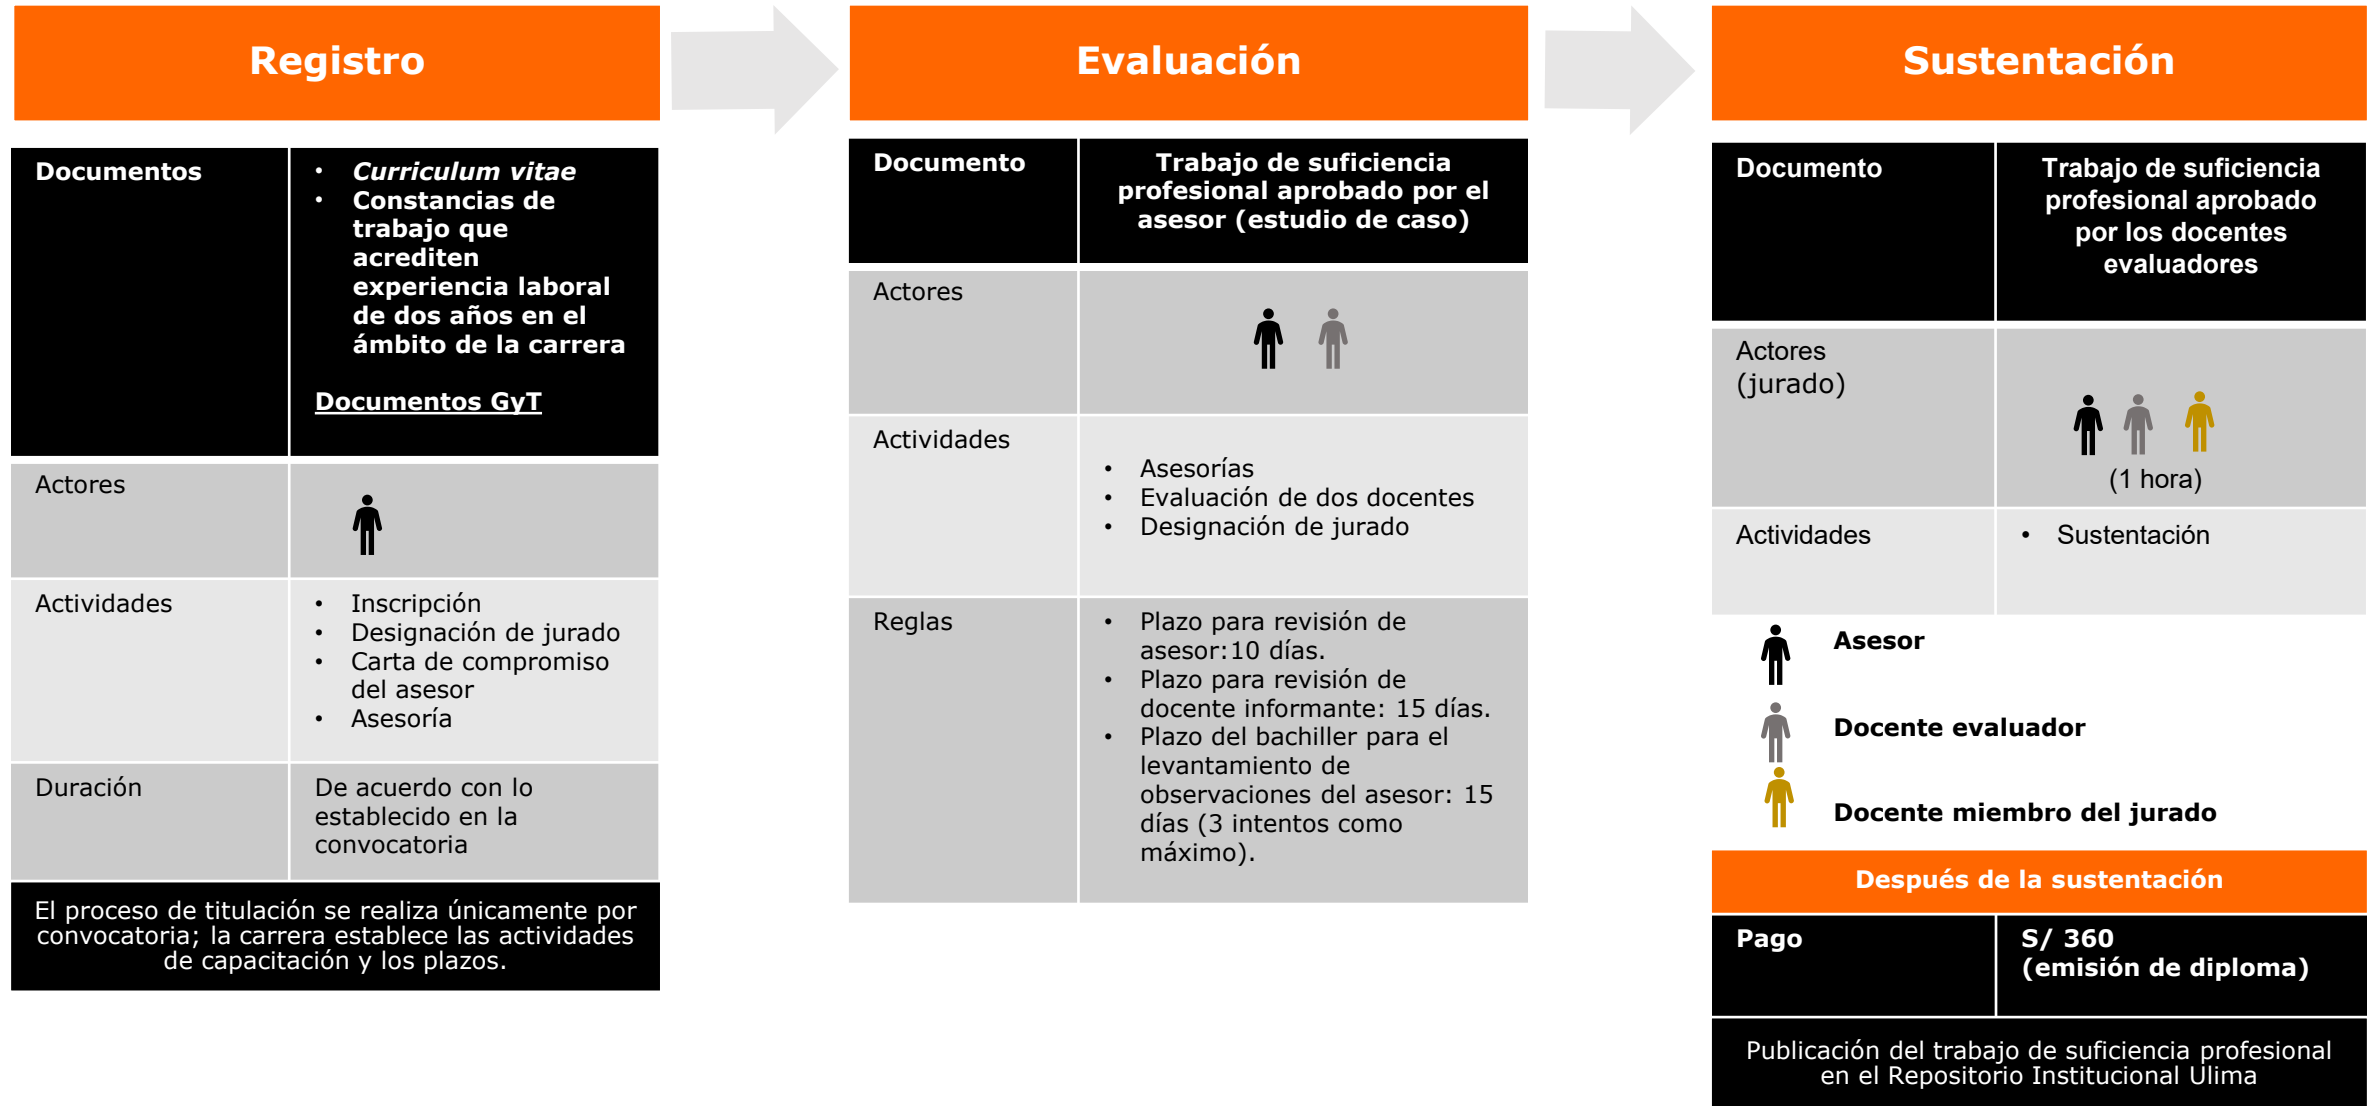 Registro
Documentos
• Curriculum vitae
• Constancias de
trabajo que
acrediten
experiencia laboral
de dos años en el
ámbito de la carrera
Documentos GyT
Actores
Actividades
• Inscripción
• Designación de jurado
• Carta de compromiso
del asesor
• Asesoría
Duración
De acuerdo con lo
establecido en la
convocatoria
El proceso de titulación se realiza únicamente por
convocatoria; la carrera establece las actividades
de capacitación y los plazos.
Evaluación
Documento
Trabajo de suficiencia
profesional aprobado por el
asesor (estudio de caso)
Actores
Actividades
• Asesorías
• Evaluación de dos docentes
• Designación de jurado
Reglas
• Plazo para revisión de
asesor:10 días.
• Plazo para revisión de
docente informante: 15 días.
• Plazo del bachiller para el
levantamiento de
observaciones del asesor: 15
días (3 intentos como
máximo).
Sustentación
Documento
Trabajo de suficiencia
profesional aprobado
por los docentes
evaluadores
Actores
(jurado)
(1 hora)
Actividades
• Sustentación
Asesor
Docente evaluador
Docente miembro del jurado
Después de la sustentación
Pago
S/ 360
(emisión de diploma)
Publicación del trabajo de suficiencia profesional
en el Repositorio Institucional Ulima